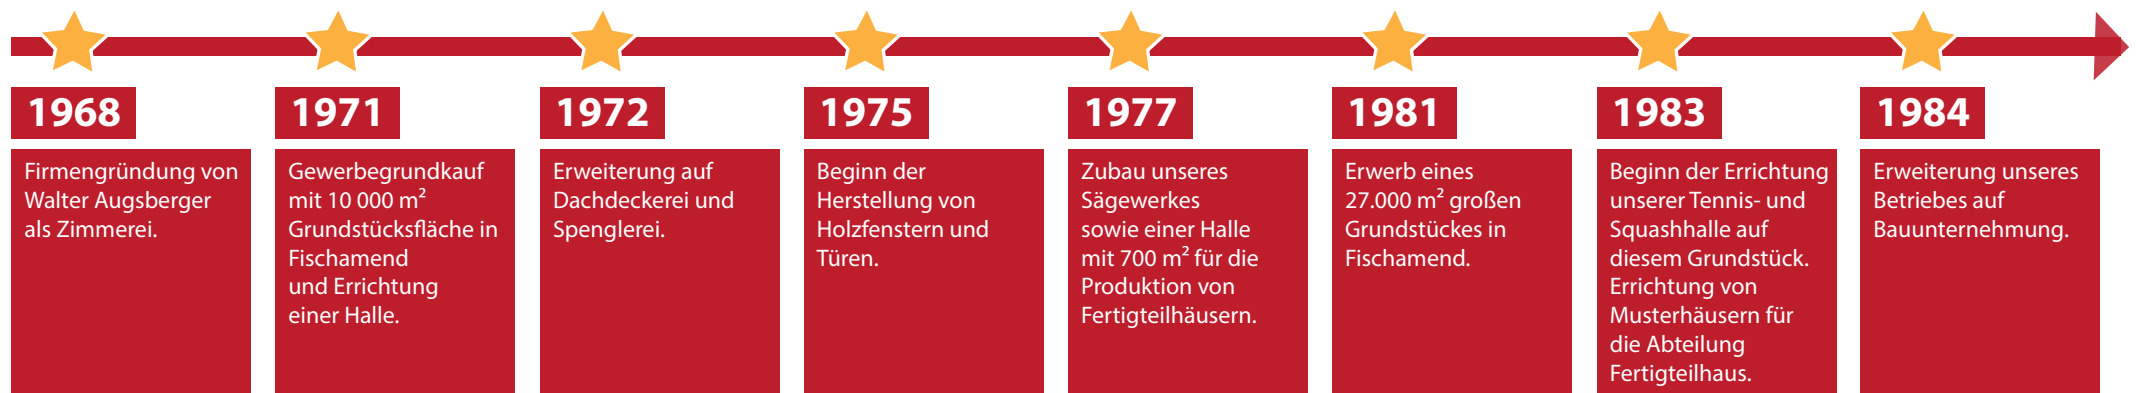 1968
Firmengründung von
Walter Augsberger
als Zimmerei.
1971
Gewerbegrundkauf
mit 10 000 m²
Grundstücksfläche in
Fischamend
und Errichtung
einer Halle.
1972
Erweiterung auf
Dachdeckerei und
Spenglerei.
1975
Beginn der
Herstellung von
Holzfenstern und
Türen.
1977
Zubau unseres
Sägewerkes
sowie einer Halle
mit 700 m² für die
Produktion von
Fertigteilhäusern.
1981
Erwerb eines
27.000 m² großen
Grundstückes in
Fischamend.
1983
Beginn der Errichtung
unserer Tennis- und
Squashhalle auf
diesem Grundstück.
Errichtung von
Musterhäusern für
die Abteilung
Fertigteilhaus.
1984
Erweiterung unseres
Betriebes auf
Bauunternehmung.